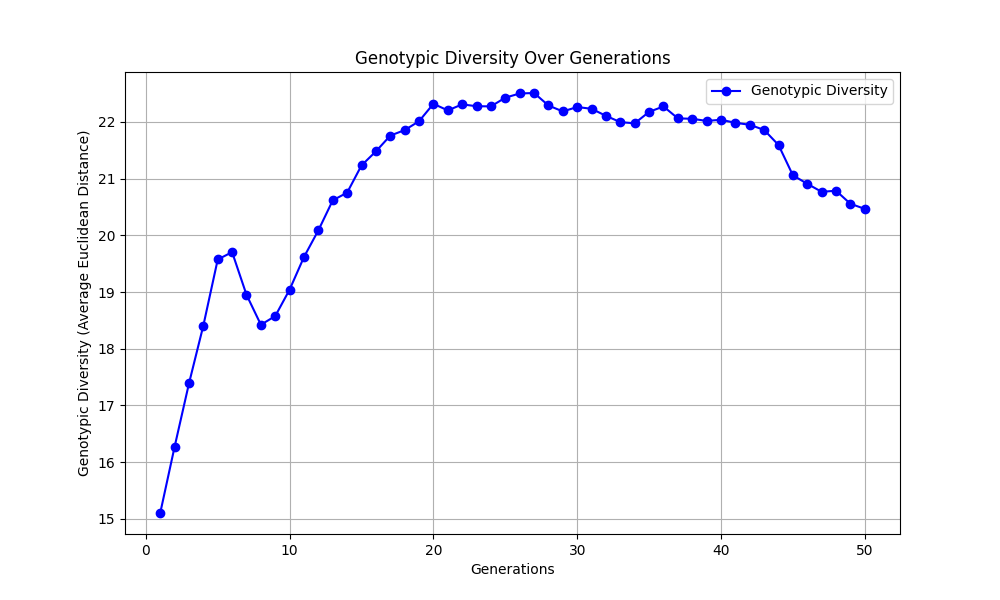 Genotypic Diversity Over Generations
Genotypic Diversity
Genotypic Diversity (Average Euclidean Distance)
22
21
20
19
18
17
16
15
0 10 20 30 40 50
Generations